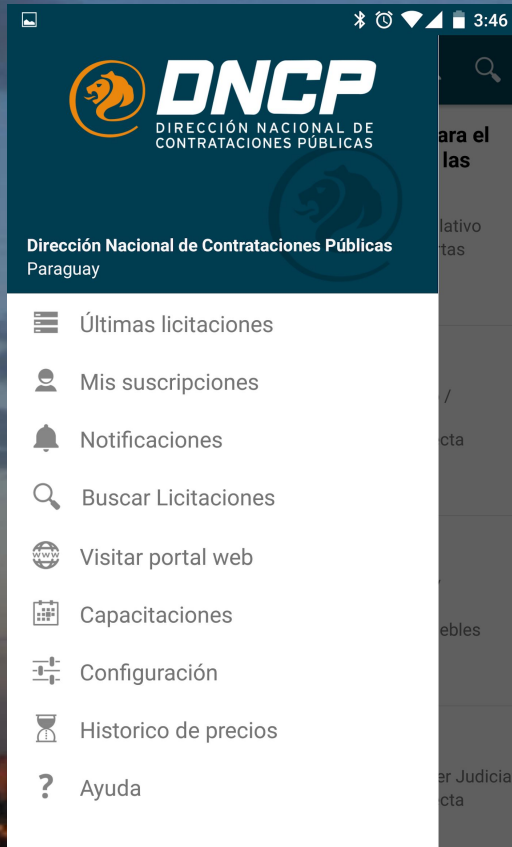 3:46
DNCP
DIRECCIÓN NACIONAL DE
CONTRATACIONES PÚBLICAS
Dirección Nacional de Contrataciones Públicas
Paraguay
Últimas licitaciones
Mis suscripciones
Notificaciones
Buscar Licitaciones
www
Visitar portal web
Capacitaciones
Configuración
Historico de precios
? Ayuda
ara el
las
lativo
rtas
/
cta
ebles
er Judicia
cta